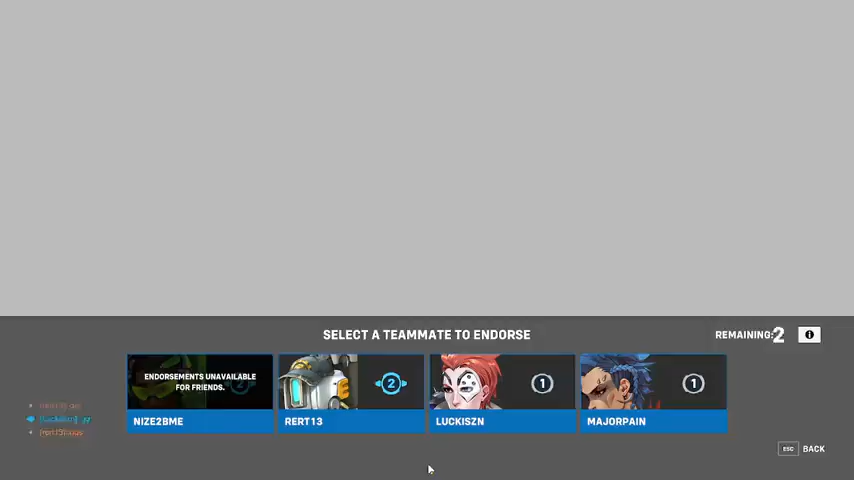 SELECT A TEAMMATE TO ENDORSE
REMAINING: 2
ENDORSEMENTS UNAVAILABLE
FOR FRIENDS.
2
1
1
NIZE2BME
RERT13
LUCKISZN
MAJORPAIN
ESC BACK